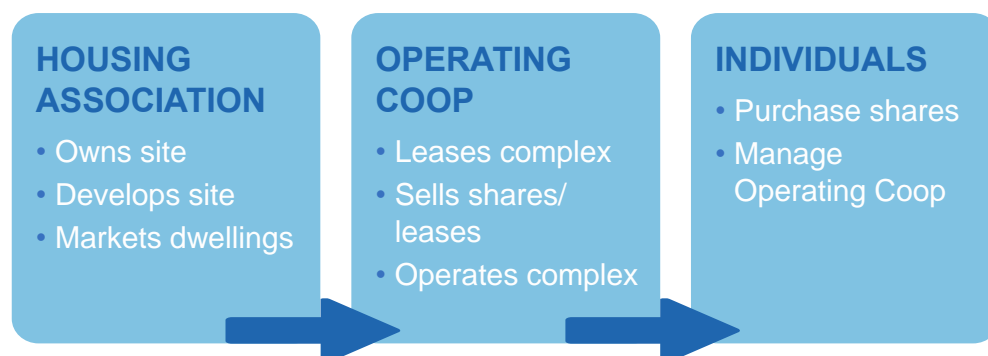 HOUSING
ASSOCIATION
• Owns site
• Develops site
• Markets dwellings
OPERATING
COOP
• Leases complex
• Sells shares/
leases
• Operates complex
INDIVIDUALS
• Purchase shares
• Manage
Operating Coop